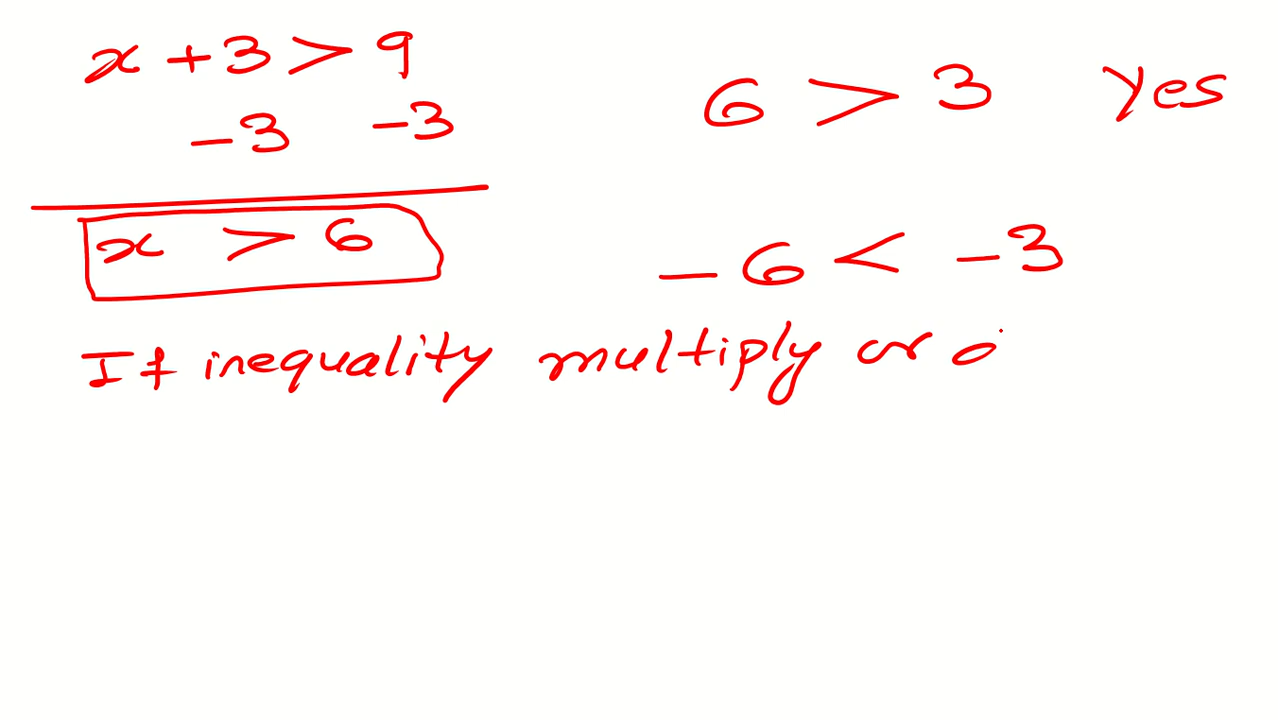 x + 3 > 9
- 3 - 3
x > 6
6 > 3 Yes
- 6 < - 3
If inequality multiply or